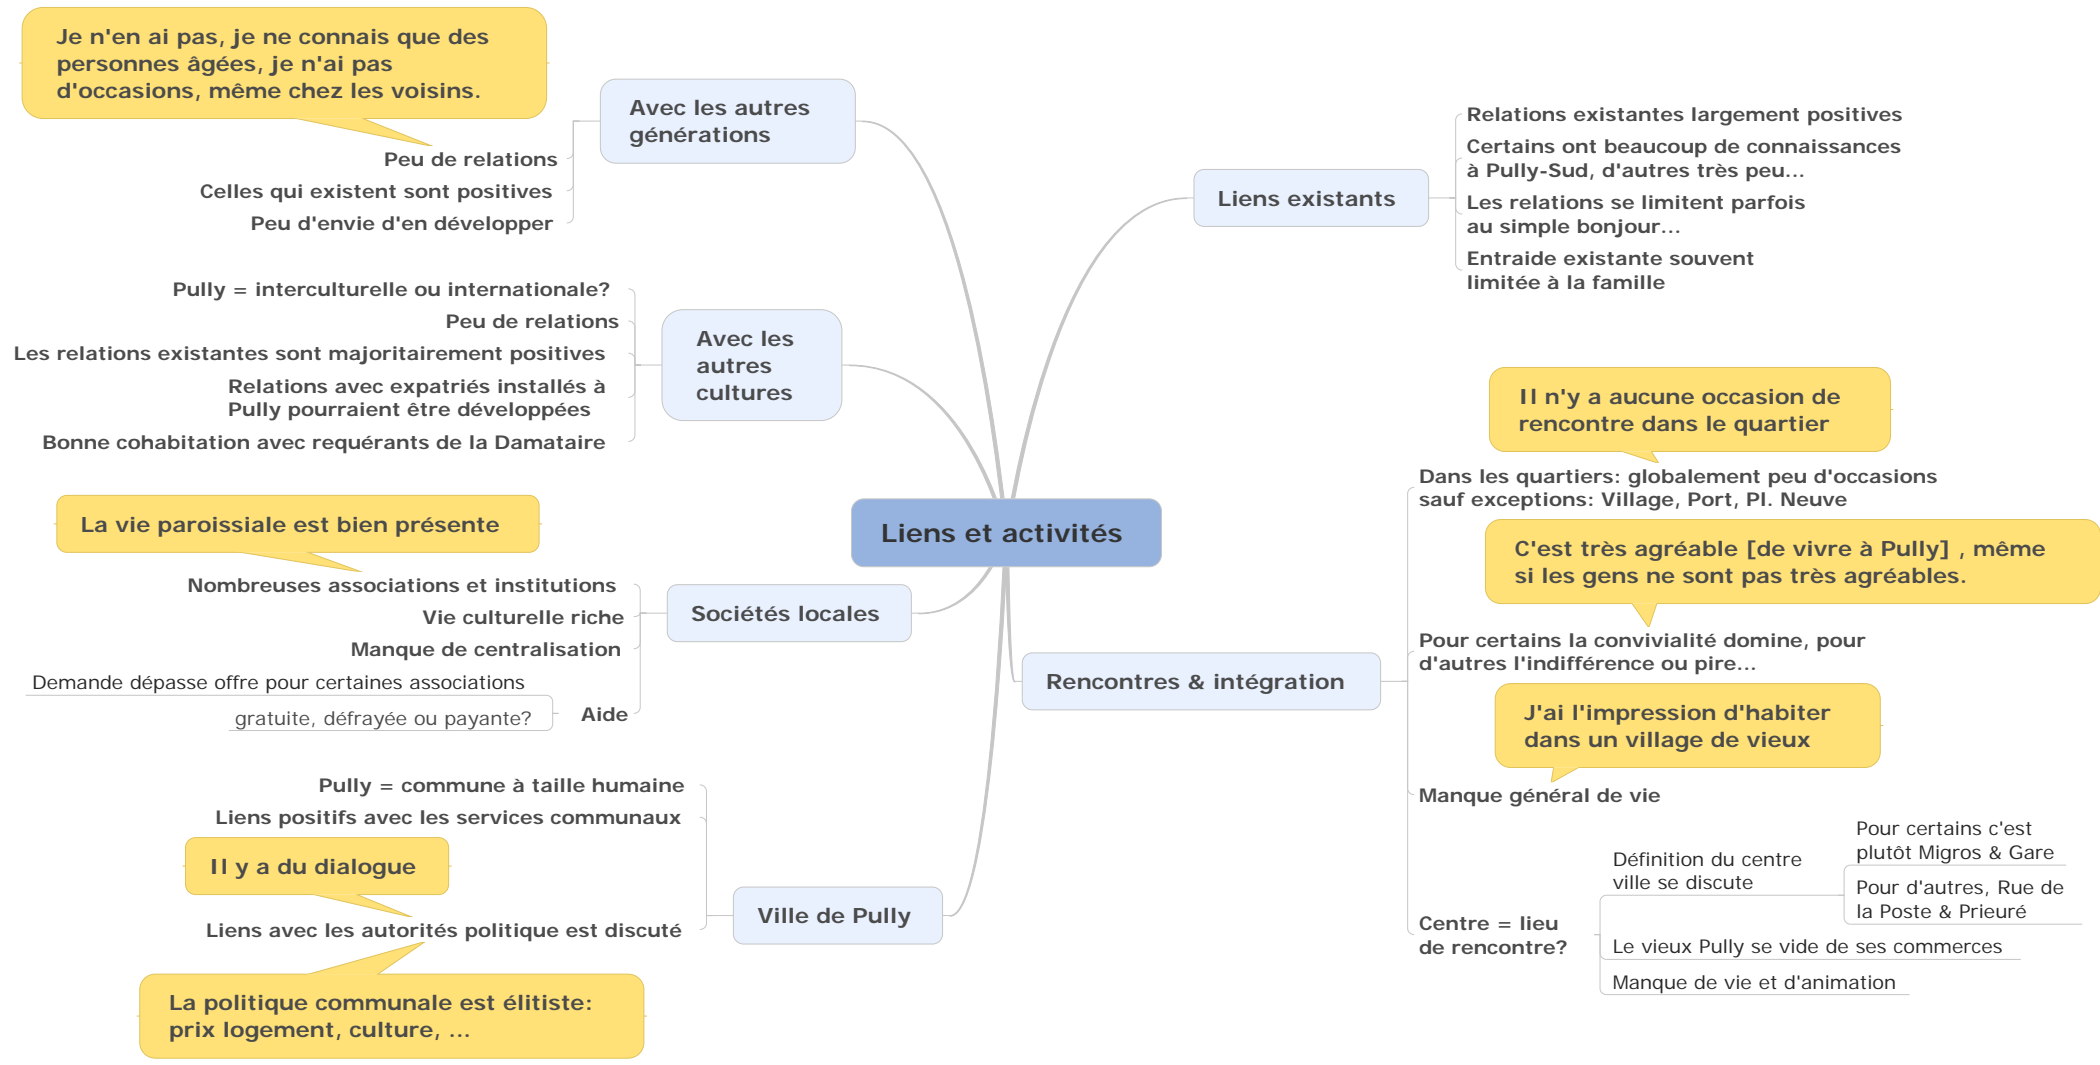 Je n'en ai pas, je ne connais que des
personnes âgées, je n'ai pas
d'occasions, même chez les voisins.
Avec les autres
générations
Peu de relations
Celles qui existent sont positives
Peu d'envie d'en développer
Pully = interculturelle ou internationale?
Peu de relations
Les relations existantes sont majoritairement positives
Relations avec expatriés installés à
Pully pourraient être développées
Bonne cohabitation avec requérants de la Damataire
Avec les
autres
cultures
La vie paroissiale est bien présente
Nombreuses associations et institutions
Vie culturelle riche
Manque de centralisation
Demande dépasse offre pour certaines associations
gratuite, défrayée ou payante?
Aide
Sociétés locales
Pully = commune à taille humaine
Liens positifs avec les services communaux
Il y a du dialogue
Liens avec les autorités politique est discuté
La politique communale est élitiste:
prix logement, culture, ...
Ville de Pully
Liens et activités
Liens existants
Relations existantes largement positives
Certains ont beaucoup de connaissances
à Pully-Sud, d'autres très peu...
Les relations se limitent parfois
au simple bonjour...
Entraide existante souvent
limitée à la famille
Rencontres & intégration
Il n'y a aucune occasion de
rencontre dans le quartier
Dans les quartiers: globalement peu d'occasions
sauf exceptions: Village, Port, Pl. Neuve
C'est très agréable [de vivre à Pully] , même
si les gens ne sont pas très agréables.
Pour certains la convivialité domine, pour
d'autres l'indifférence ou pire...
J'ai l'impression d'habiter
dans un village de vieux
Manque général de vie
Centre = lieu
de rencontre?
Définition du centre
ville se discute
Pour certains c'est
plutôt Migros & Gare
Pour d'autres, Rue de
la Poste & Prieuré
Le vieux Pully se vide de ses commerces
Manque de vie et d'animation